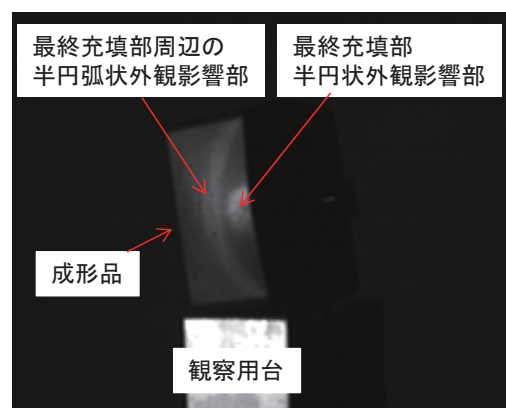 最終充填部周辺の
半円弧状外観影響部
最終充填部
半円状外観影響部
成形品
観察用台